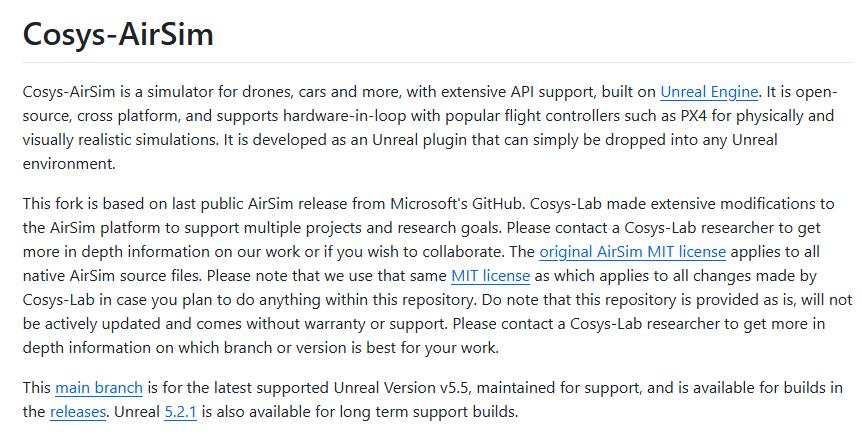 Cosys-AirSim
Cosys-AirSim is a simulator for drones, cars and more, with extensive API support, built on Unreal Engine. It is open-
source, cross platform, and supports hardware-in-loop with popular flight controllers such as PX4 for physically and
visually realistic simulations. It is developed as an Unreal plugin that can simply be dropped into any Unreal
environment.
This fork is based on last public AirSim release from Microsoft's GitHub. Cosys-Lab made extensive modifications to
the AirSim platform to support multiple projects and research goals. Please contact a Cosys-Lab researcher to get
more in depth information on our work or if you wish to collaborate. The original AirSim MIT license applies to all
native AirSim source files. Please note that we use that same MIT license as which applies to all changes made by
Cosys-Lab in case you plan to do anything within this repository. Do note that this repository is provided as is, will not
be actively updated and comes without warranty or support. Please contact a Cosys-Lab researcher to get more in
depth information on which branch or version is best for your work.
This main branch is for the latest supported Unreal Version v5.5, maintained for support, and is available for builds in
the releases. Unreal 5.2.1 is also available for long term support builds.